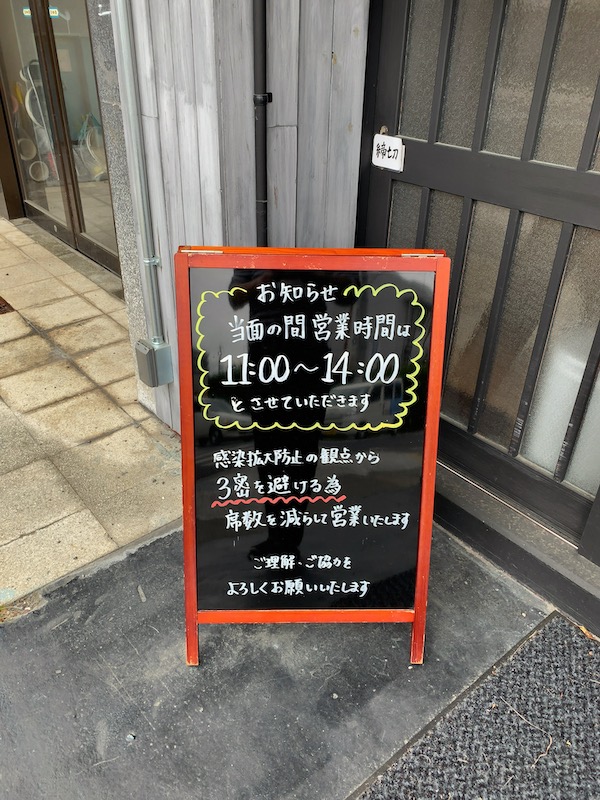 締切
お知らせ
当面の間 営業時間は
11:00〜14:00
とさせていただきます
感染拡大防止の観点から
3密を避ける為
席数を減らして営業いたします
ご理解、ご協力を
よろしくお願いいたします